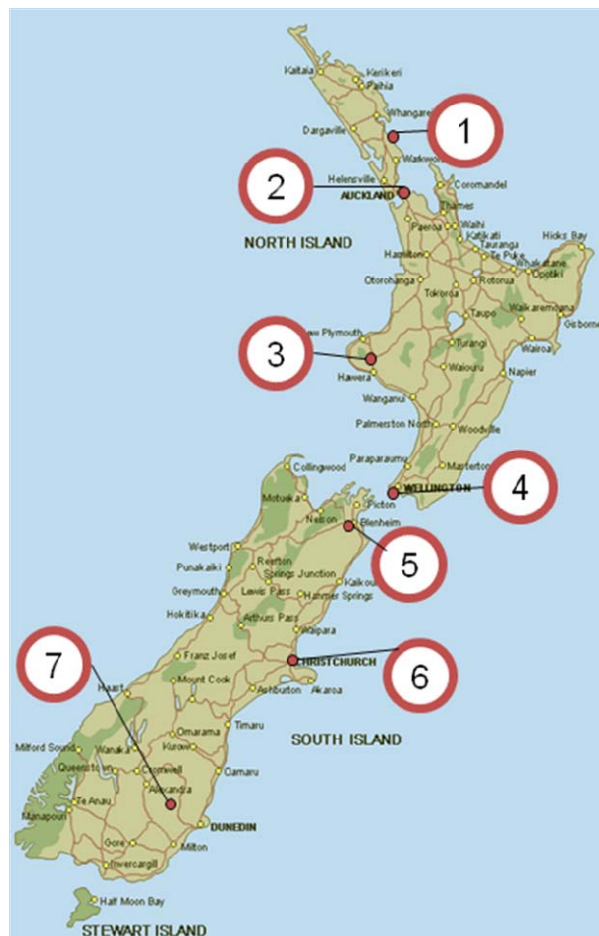 Kaitaia
Kerikeri
Paihia
Whangarei
1
Dargaville
Warkwo
2
Helensville
Coromandel
AUCKLAND
Thames
NORTH ISLAND
Paeroa
Waihi
Katikati
Hicks Bay
Tauranga
Hamilton
Te Puke
Whakatane
Opotiki
Otorohanga
Rotorua
Tokoroa
Waikaremoana
Taupo
Gisborne
ew Plymouth
3
Turangi
Wairoa
Hawera
Waiouru
Napier
Wanganui
Palmerston North
Woodville
Paraparaumu
Masterton
Collingwood
WELLINGTON
4
Motueka
Picton
Nelson
Blenheim
5
Westport
Reefton
Punakaiki
Springs Junction
Kaikou
Greymouth
Lewis Pass
Hanmer Springs
Hokitika
Arthurs Pass
Waipara
7
Franz Josef
CHRISTCHURCH
6
Mount Cook
Haast
Ashburton
Akaroa
Timaru
SOUTH ISLAND
Omarama
Milford Sound
Wanaka
Kurow
Queenstown
Cromwell
Oamaru
Alexandra
Te Anau
Manapouri
DUNEDIN
Gore
Milton
Invercargill
Half Moon Bay
STEWART ISLAND